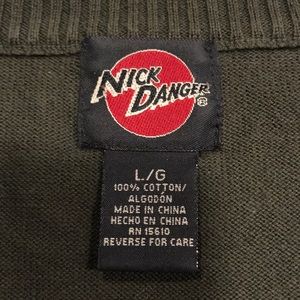 NICK
DANGER®
L/G
100% COTTON/
ALGODÓN
MADE IN CHINA
HECHO EN CHINA
RN 15610
REVERSE FOR CARE